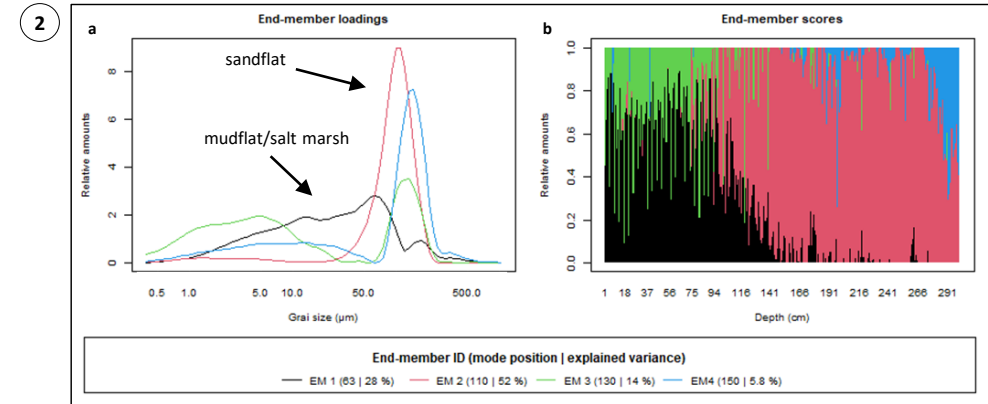 2
End-member loadings
End-member scores
a
b
sandflat
mudflat/salt marsh
Relative amounts
0 2 4 6 8
0.5 1.0 5.0 10.0 50.0 500.0
Grai size (µm)
Relative amounts
0.0 0.2 0.4 0.6 0.8 1.0
1 18 37 56 75 94 116 141 166 191 216 241 266 291
Depth (cm)
End-member ID (mode position | explained variance)
EM 1 (63 | 28 %) EM 2 (110 | 52 %) EM 3 (130 | 14 %) EM4 (150 | 5.8 %)